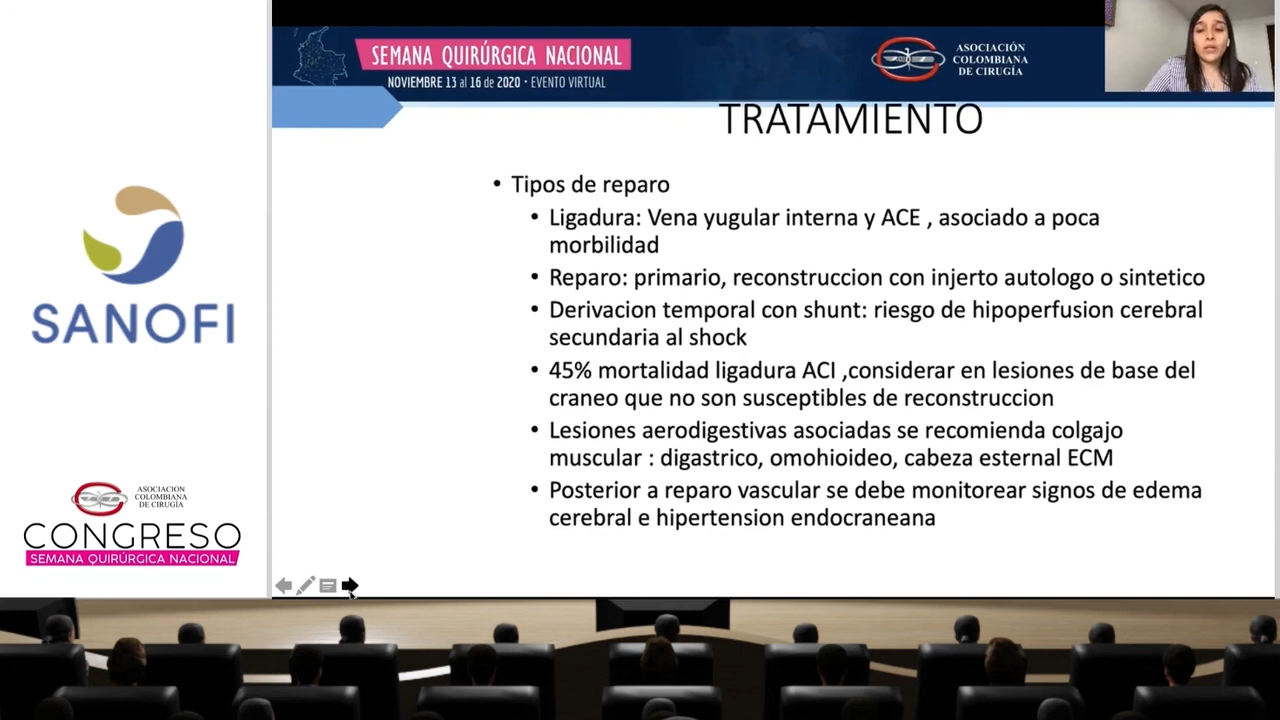 SEMANA QUIRÚRGICA NACIONAL
NOVIEMBRE 13 al 16 de 2020 • EVENTO VIRTUAL
ASOCIACIÓN
COLOMBIANA
DE CIRUGÍA
TRATAMIENTO
• Tipos de reparo
• Ligadura: Vena yugular interna y ACE , asociado a poca
morbilidad
• Reparo: primario, reconstruccion con injerto autologo o sintetico
• Derivacion temporal con shunt: riesgo de hipoperfusion cerebral
secundaria al shock
• 45% mortalidad ligadura ACI ,considerar en lesiones de base del
craneo que no son susceptibles de reconstruccion
• Lesiones aerodigestivas asociadas se recomienda colgajo
muscular : digastrico, omohioideo, cabeza esternal ECM
• Posterior a reparo vascular se debe monitorear signos de edema
cerebral e hipertension endocraneana
SANOFI
ASOCIACION
COLOMBIANA
DE CIRUGÍA
CONGRESO
SEMANA QUIRÚRGICA NACIONAL